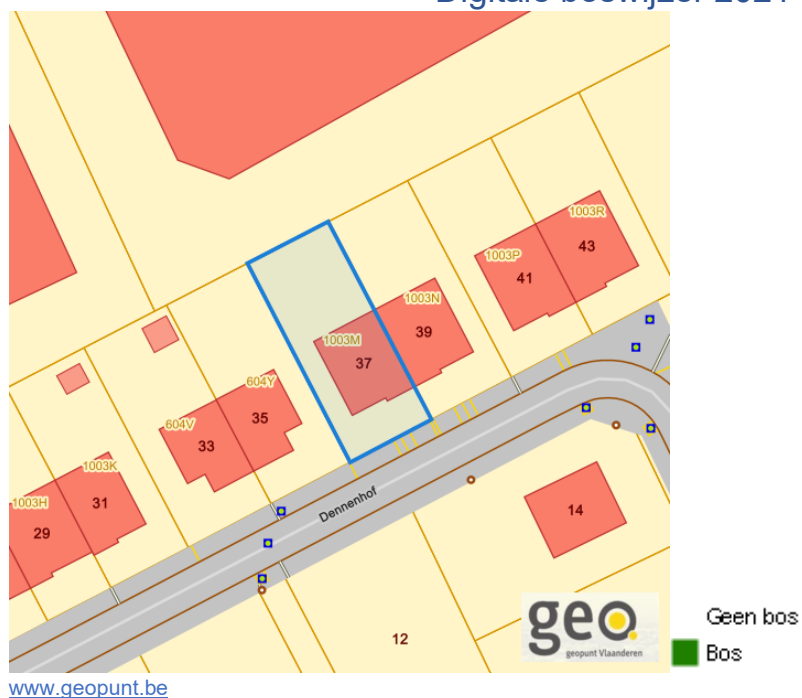 1003R
43
1003P
41
1003N
39
1003M
37
604Y
35
604V
33
1003K
31
1003H
29
Dennenhof
14
12
geo
geopunt Vlaanderen
Geen bos
Bos
www.geopunt.be